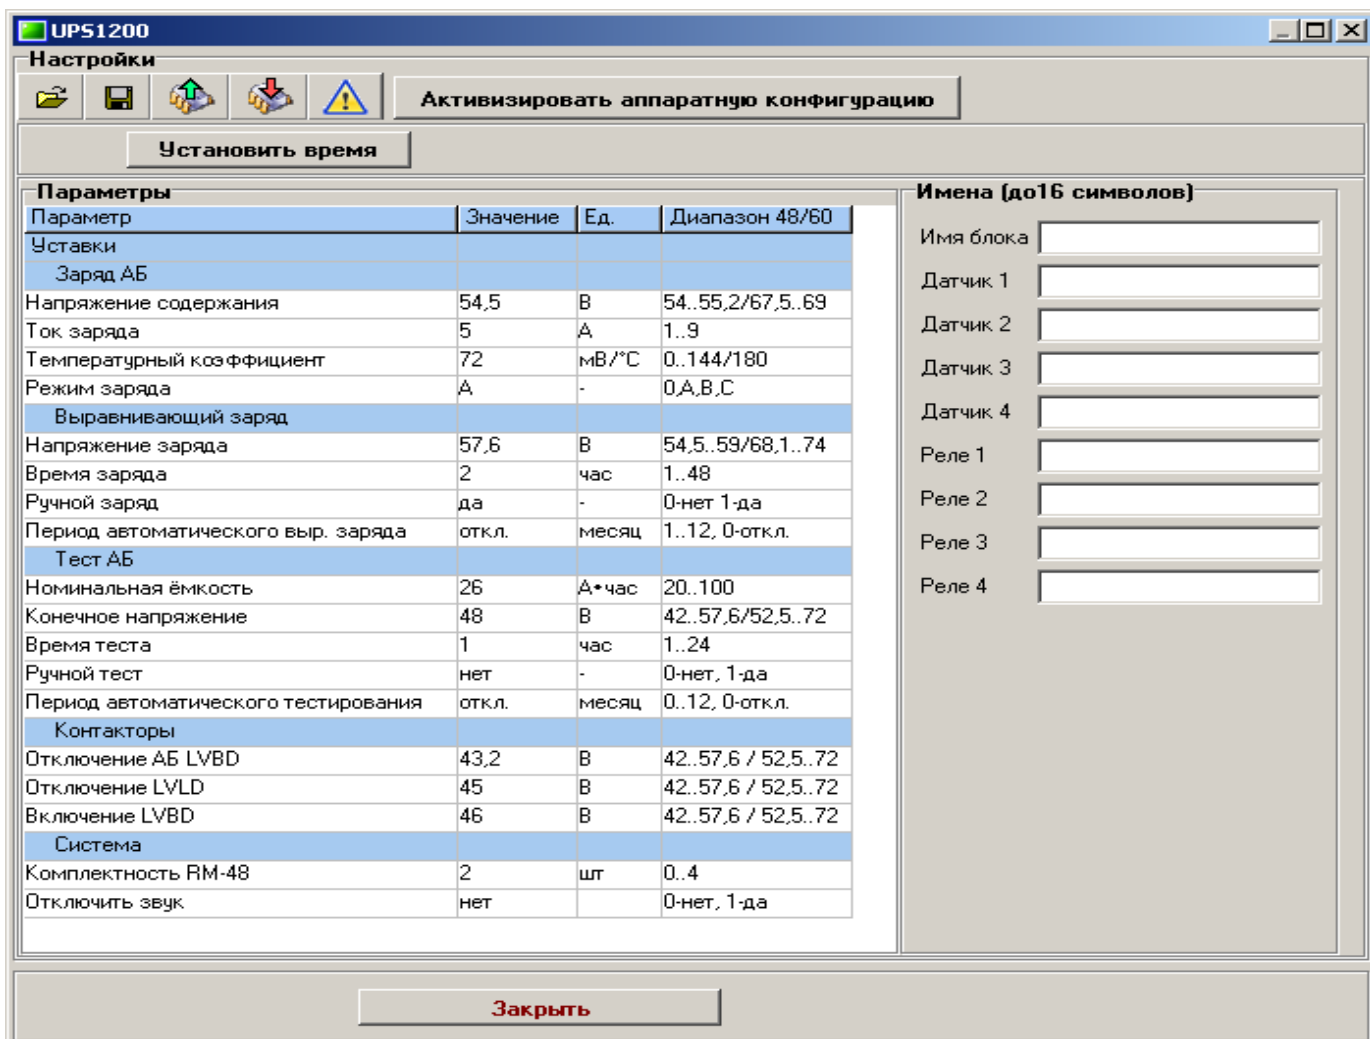 UPS1200
Настройки
Активизировать аппаратную конфигурацию
Установить время
Параметры
Параметр Значение Ед. Диапазон 48/60
Уставки
Заряд АБ
Напряжение содержания 54,5 В 54..55,2/67,5..69
Ток заряда 5 А 1..9
Температурный коэффициент 72 мВ/°С 0..144/180
Режим заряда А - 0,А,В,С
Выравнивающий заряд
Напряжение заряда 57,6 В 54,5..59/68,1..74
Время заряда 2 час 1..48
Ручной заряд да - 0-нет 1-да
Период автоматического выр. заряда откл. месяц 1..12, 0-откл.
Тест АБ
Номинальная ёмкость 26 А•час 20..100
Конечное напряжение 48 В 42..57,6/52,5..72
Время теста 1 час 1..24
Ручной тест нет - 0-нет, 1-да
Период автоматического тестирования откл. месяц 0..12, 0-откл.
Контакторы
Отключение АБ LVBD 43,2 В 42..57,6 / 52,5..72
Отключение LVLD 45 В 42..57,6 / 52,5..72
Включение LVBD 46 В 42..57,6 / 52,5..72
Система
Комплектность RM-48 2 шт 0..4
Отключить звук нет 0-нет, 1-да
Имена (до16 символов)
Имя блока
Датчик 1
Датчик 2
Датчик 3
Датчик 4
Реле 1
Реле 2
Реле 3
Реле 4
Закрыть